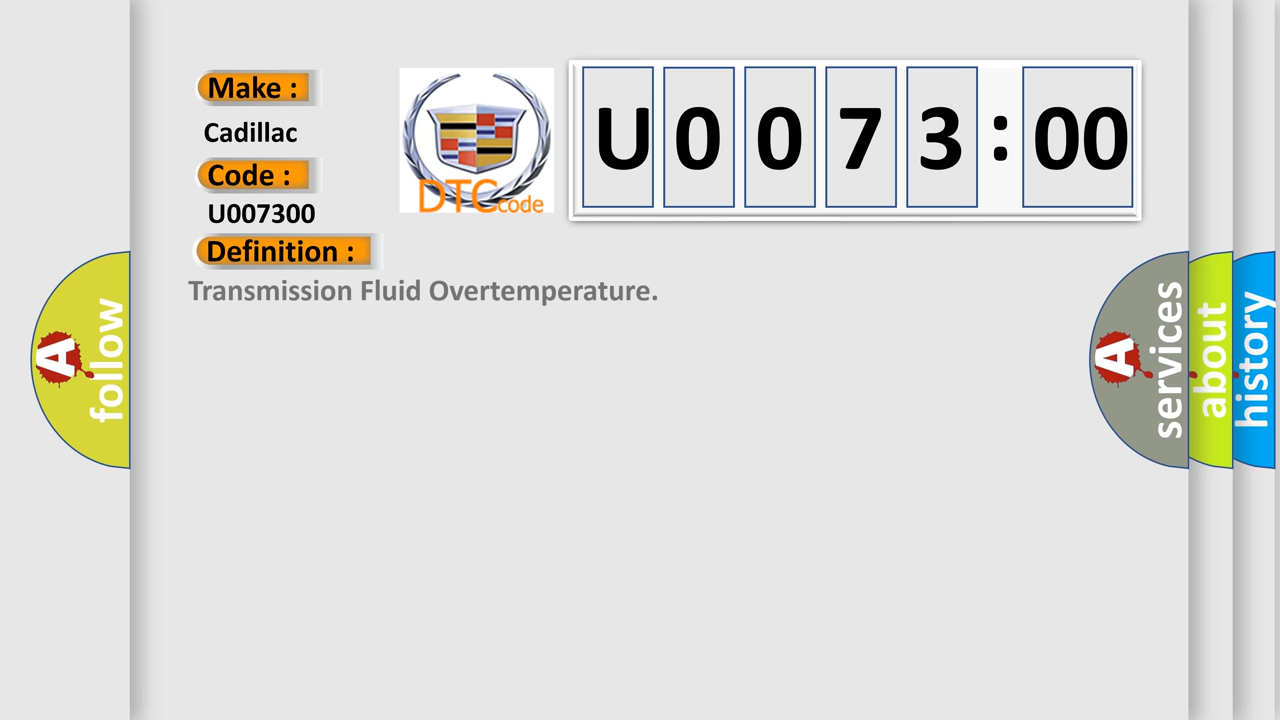 Make :
Cadillac
Code :
U007300
Definition :
Transmission Fluid Overtemperature.
DTCcode
U0073:00
A follow
A services
about
history